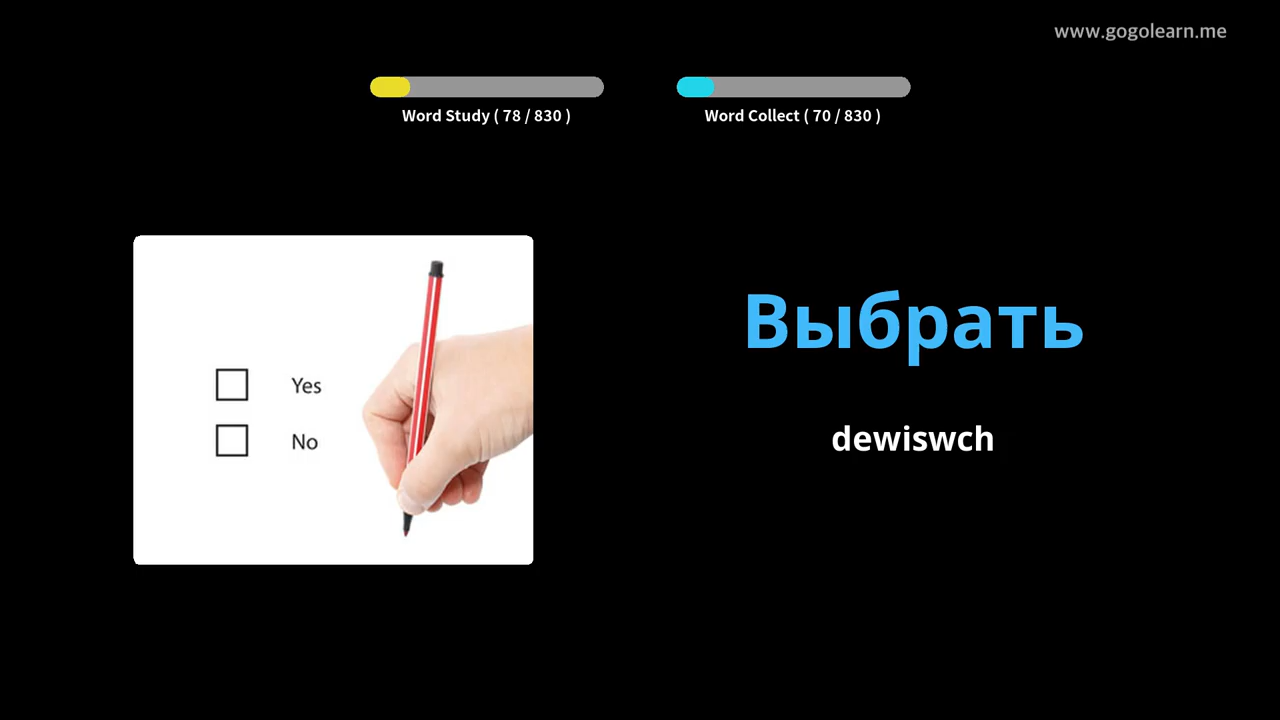 www.gogolearn.me
Word Study ( 78 / 830 )
Word Collect ( 70 / 830 )
Yes
No
Выбрать
dewiswch